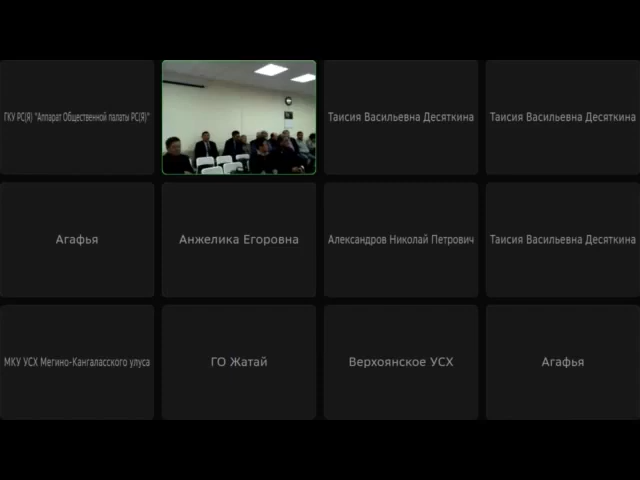 ГКУ РС(Я) "Аппарат Общественной палаты РС(Я)"
Таисия Васильевна Десяткина
Таисия Васильевна Десяткина
Агафья
Анжелика Егоровна
Александров Николай Петрович
Таисия Васильевна Десяткина
МКУ УСХ Мегино-Кангаласского улуса
ГО Жатай
Верхоянское УСХ
Агафья